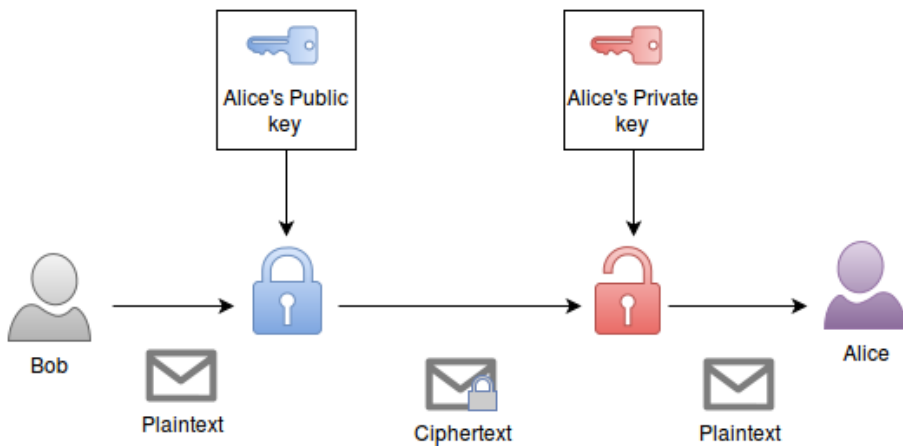 Alice's Public
key
Alice's Private
key
Bob
Alice
Plaintext
Ciphertext
Plaintext